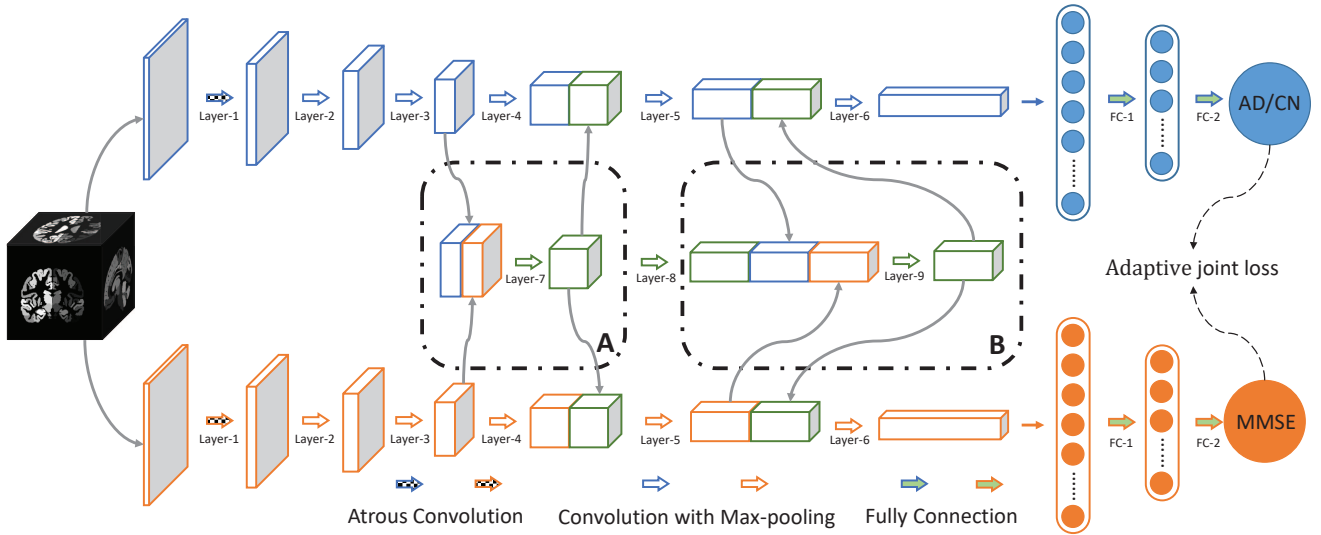 Layer-1 Layer-2 Layer-3 Layer-4 Layer-5 Layer-6 FC-1 FC-2 AD/CN
Layer-7 Layer-8 Layer-9
A B
Adaptive joint loss
Layer-1 Layer-2 Layer-3 Layer-4 Layer-5 Layer-6 FC-1 FC-2 MMSE
Atrous Convolution Convolution with Max-pooling Fully Connection